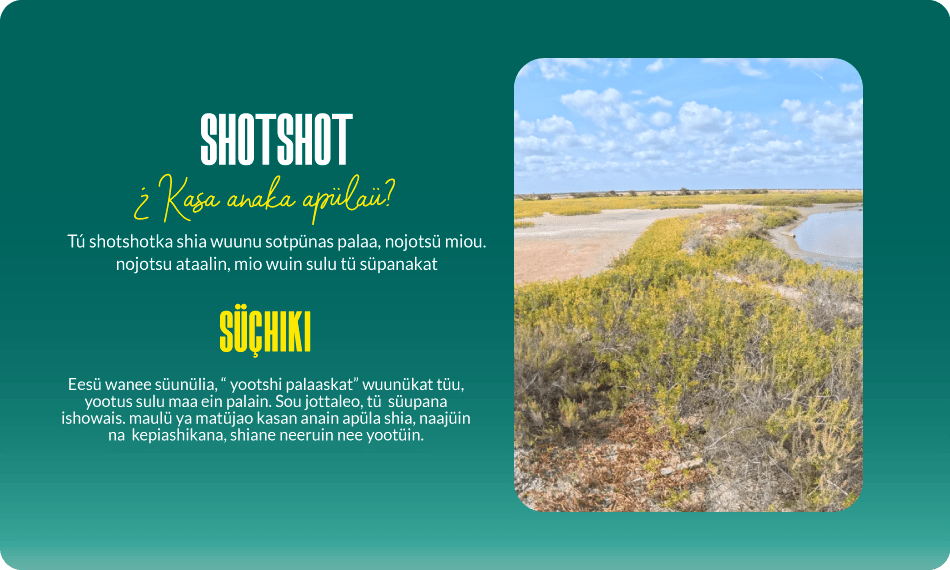 SHOTSHOT
¿ Kasa anaka apülaü?
Tú shotshotka shia wuunu sotpünas palaa, nojotsü miou.
nojotsu ataalin, mio wuin sulu tü süpanakat
SÜÇHIKI
Eesü wanee süunülia, “ yootshi palaaskat” wuunükat tüu,
yootus sulu maa ein palain. Sou jottaleo, tü süupana
ishowais. maulü ya matüjao kasan anain apüla shia, naajüin
na kepiashikana, shiane neeruin nee yootüin.